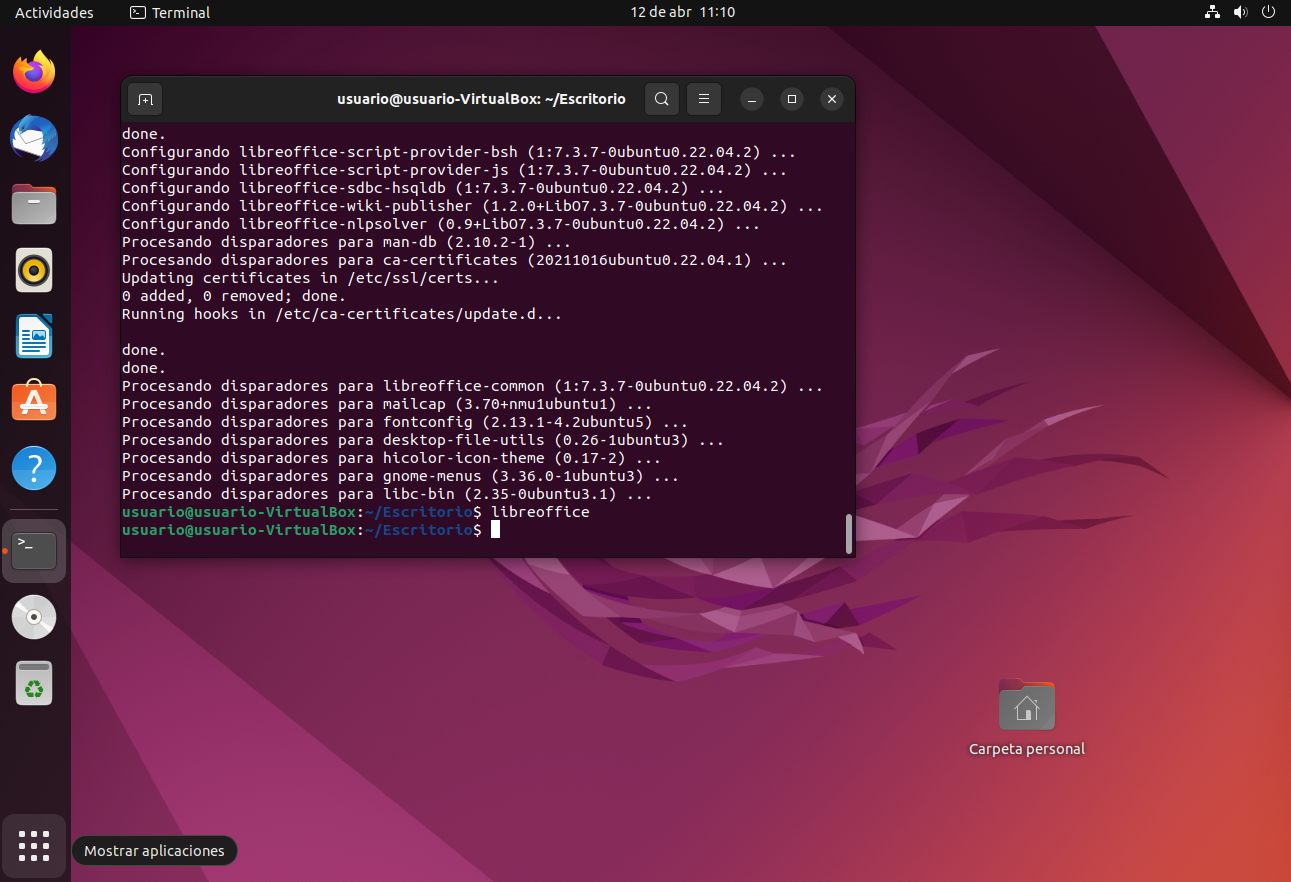 Actividades
Terminal
12 de abr 11:10
usuario@usuario-VirtualBox: ~/Escritorio
done.
Configurando libreoffice-script-provider-bsh (1:7.3.7-0ubuntu0.22.04.2) ...
Configurando libreoffice-script-provider-js (1:7.3.7-0ubuntu0.22.04.2) ...
Configurando libreoffice-sdbc-hsqldb (1:7.3.7-0ubuntu0.22.04.2) ...
Configurando libreoffice-wiki-publisher (1.2.0+LibO7.3.7-0ubuntu0.22.04.2) ...
Configurando libreoffice-nlpsolver (0.9+LibO7.3.7-0ubuntu0.22.04.2) ...
Procesando disparadores para man-db (2.10.2-1) ...
Procesando disparadores para ca-certificates (20211016ubuntu0.22.04.1) ...
Updating certificates in /etc/ssl/certs...
0 added, 0 removed; done.
Running hooks in /etc/ca-certificates/update.d...
done.
done.
Procesando disparadores para libreoffice-common (1:7.3.7-0ubuntu0.22.04.2) ...
Procesando disparadores para mailcap (3.70+nmu1ubuntu1) ...
Procesando disparadores para fontconfig (2.13.1-4.2ubuntu5) ...
Procesando disparadores para desktop-file-utils (0.26-1ubuntu3) ...
Procesando disparadores para hicolor-icon-theme (0.17-2) ...
Procesando disparadores para gnome-menus (3.36.0-1ubuntu3) ...
Procesando disparadores para libc-bin (2.35-0ubuntu3.1) ...
usuario@usuario-VirtualBox:~/Escritorio$ libreoffice
usuario@usuario-VirtualBox:~/Escritorio$
Carpeta personal
Mostrar aplicaciones